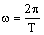 ω = 2π/T